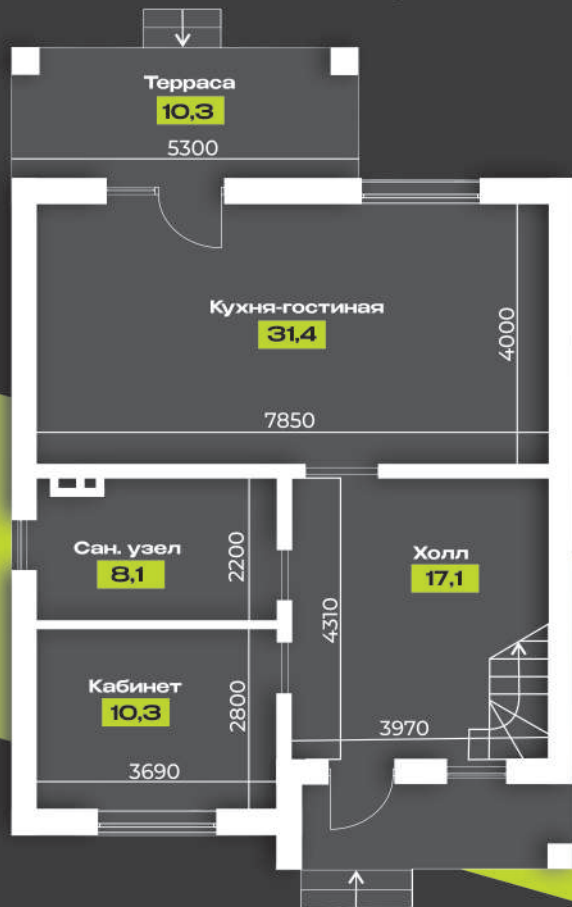 Терраса
10,3
5300
Кухня-гостиная
31,4
4000
7850
Сан. узел
8,1
2200
Холл
17,1
4310
Кабинет
10,3
2800
3970
3690